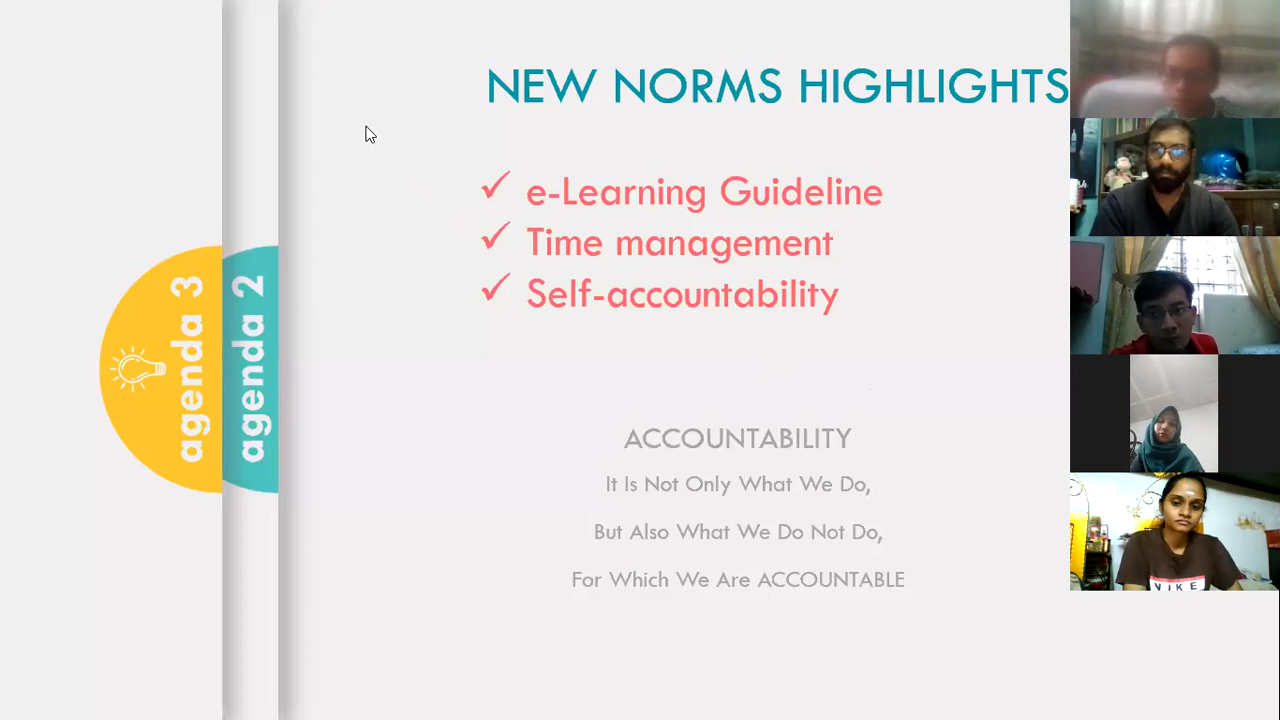 NEW NORMS HIGHLIGHTS
✓ e-Learning Guideline
✓ Time management
✓ Self-accountability
agenda 3
agenda 2
ACCOUNTABILITY
It Is Not Only What We Do,
But Also What We Do Not Do,
For Which We Are ACCOUNTABLE